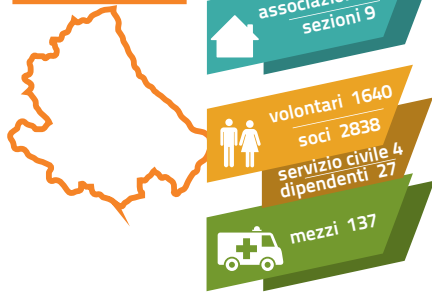 sezioni 9
volontari 1640
soci 2838
servizio civile 4
dipendenti 27
mezzi 137